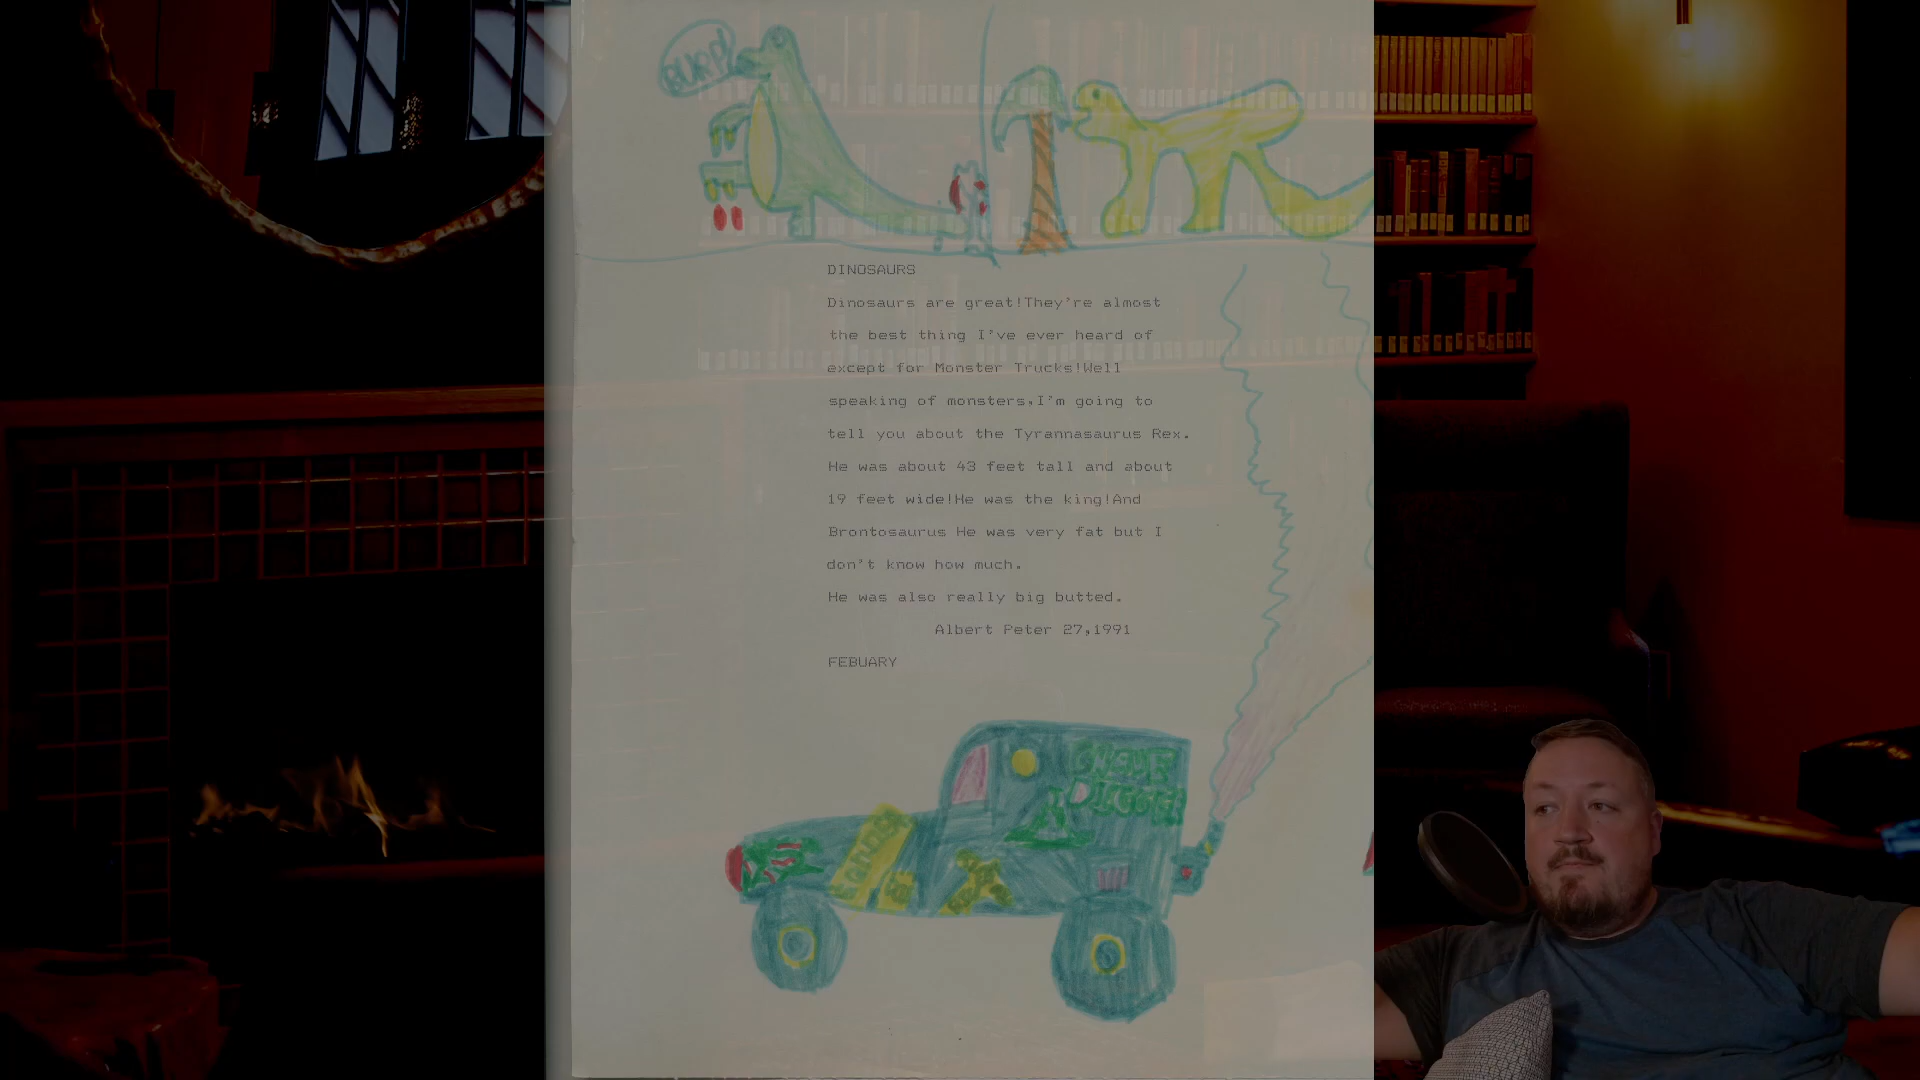 BURP!
DINOSAURS
Dinosaurs are great!They're almost
the best thing I've ever heard of
except for Monster Trucks!Well
speaking of monsters,I'm going to
tell you about the Tyrannasaurus Rex.
He was about 43 feet tall and about
19 feet wide!He was the king!And
Brontosaurus He was very fat but I
don't know how much.
He was also really big butted.
Albert Peter 27,1991
FEBUARY